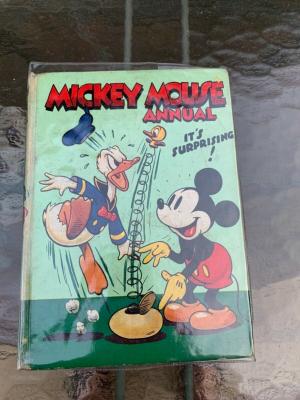 MICKEY MOUSE
ANNUAL
IT'S
SURPRISING
!